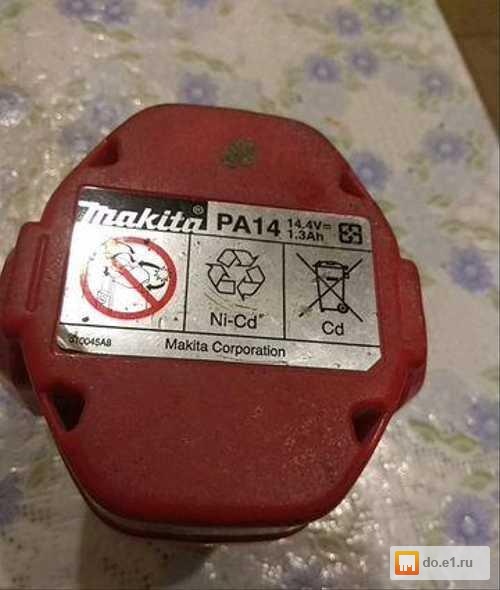 makita® PA14 14.4V⎓ 1.3Ah
Ni-Cd
Cd
Makita Corporation
do.e1.ru